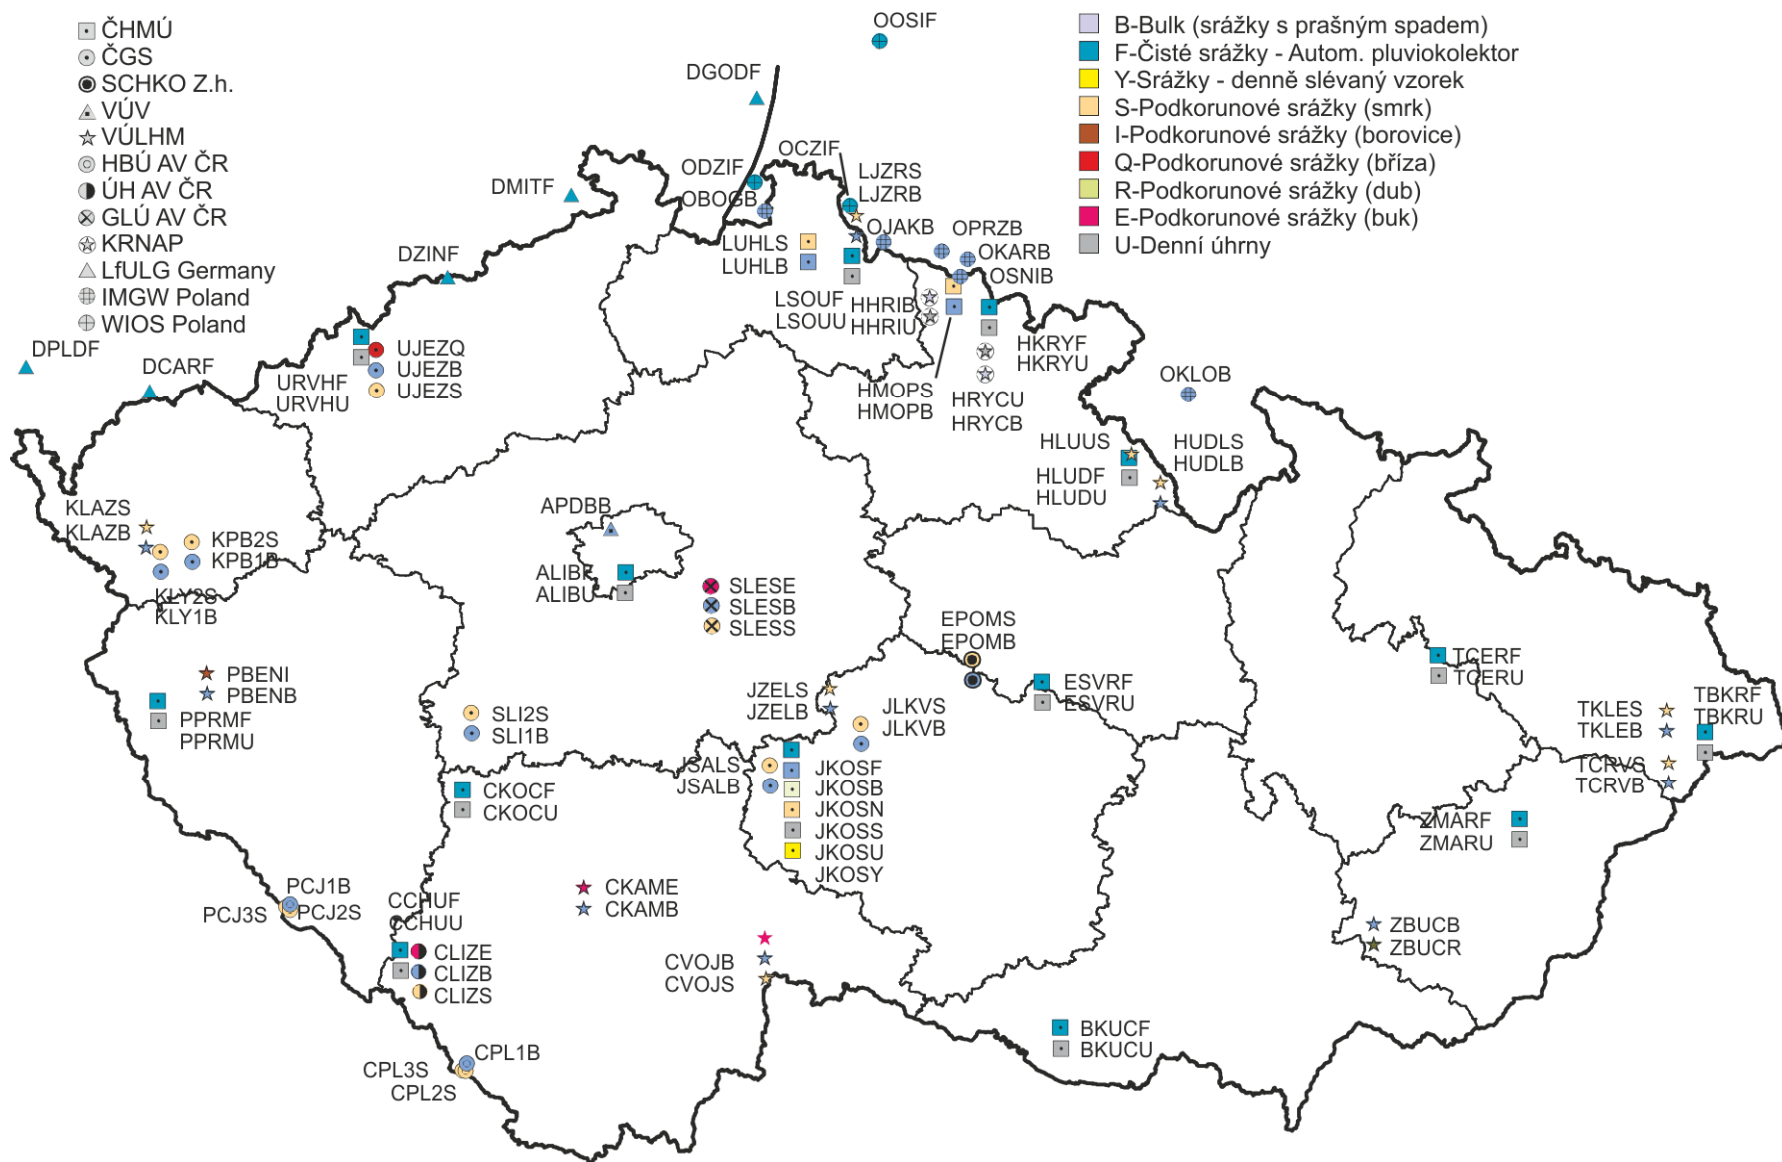 ČHMÚ
ČGS
SCHKO Z.h.
VÚV
VÚLHM
HBÚ AV ČR
ÚH AV ČR
GLÚ AV ČR
KRNAP
LfULG Germany
IMGW Poland
WIOS Poland
B-Bulk (srážky s prašným spadem)
F-Čisté srážky - Autom. pluviokolektor
Y-Srážky - denně slévaný vzorek
S-Podkorunové srážky (smrk)
I-Podkorunové srážky (borovice)
Q-Podkorunové srážky (bříza)
R-Podkorunové srážky (dub)
E-Podkorunové srážky (buk)
U-Denní úhrny
OOSIF
DGODF
OCZIF
ODZIF
OBOGB
LJZRS
LJZRB
DMITF
OJAKB
OPRZB
OKARB
OSNIB
LUHLS
LUHLB
DZINF
LSOUF
LSOUU
HHRIB
HHRIU
HKRYF
HKRYU
DPLDF
DCARF
UJEZQ
UJEZB
UJEZS
URVHF
URVHU
HMOPS
HMOPB
HRYCU
HRYCB
OKLOB
HLUUS
HUDLS
HUDLB
HLUDF
HLUDU
KLAZS
KLAZB
KPB2S
KPB1B
KLY2S
KLY1B
APDBB
ALIBF
ALIBU
SLESE
SLESB
SLESS
EPOMS
EPOMB
PBENI
PBENB
PPRMF
PPRMU
SLI2S
SLI1B
JZELS
JZELB
JLKVS
JLKVB
ESVRF
ESVRU
TCERF
TCERU
TKLES
TKLEB
TBKRF
TBKRU
TCRVS
TCRVB
CKOCF
CKOCU
JSALS
JSALB
JKOSF
JKOSB
JKOSN
JKOSS
JKOSU
JKOSY
ZMARF
ZMARU
PCJ1B
PCJ3S
PCJ2S
CCHUF
CCHUU
CKAME
CKAMB
CLIZE
CLIZB
CLIZS
CVOJB
CVOJS
ZBUCB
ZBUCR
BKUCF
BKUCU
CPL1B
CPL3S
CPL2S